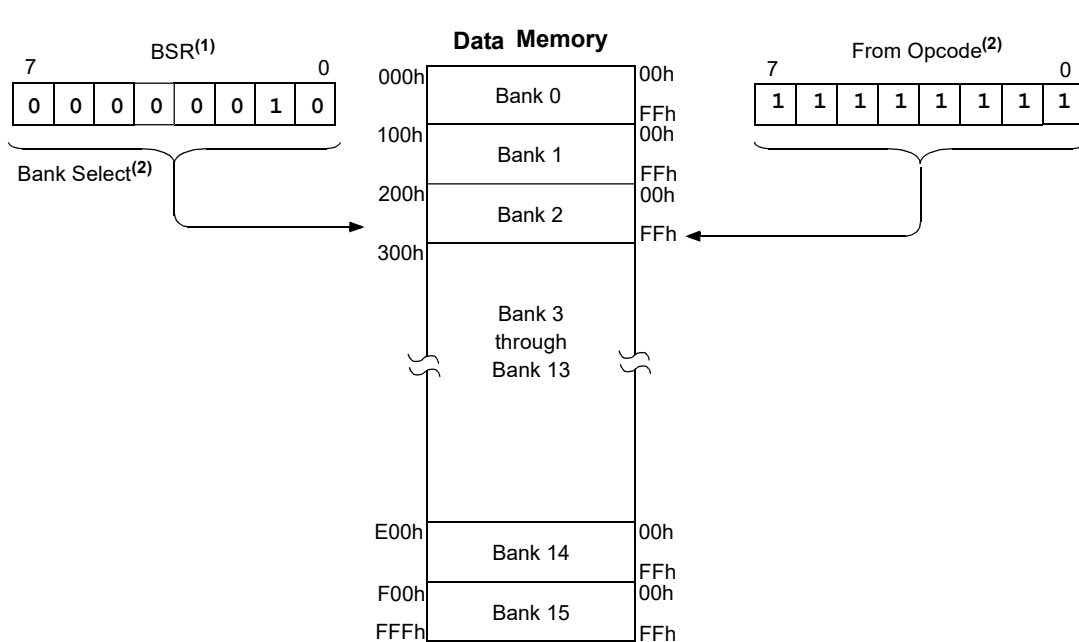 Data Memory
BSR(1)
7 0
0 0 0 0 0 0 1 0
Bank Select(2)
From Opcode(2)
7 0
1 1 1 1 1 1 1 1
000h Bank 0 00h
FFh
100h Bank 1 00h
FFh
200h Bank 2 00h
FFh
300h
Bank 3
through
Bank 13
E00h Bank 14 00h
FFh
F00h Bank 15 00h
FFFh FFh